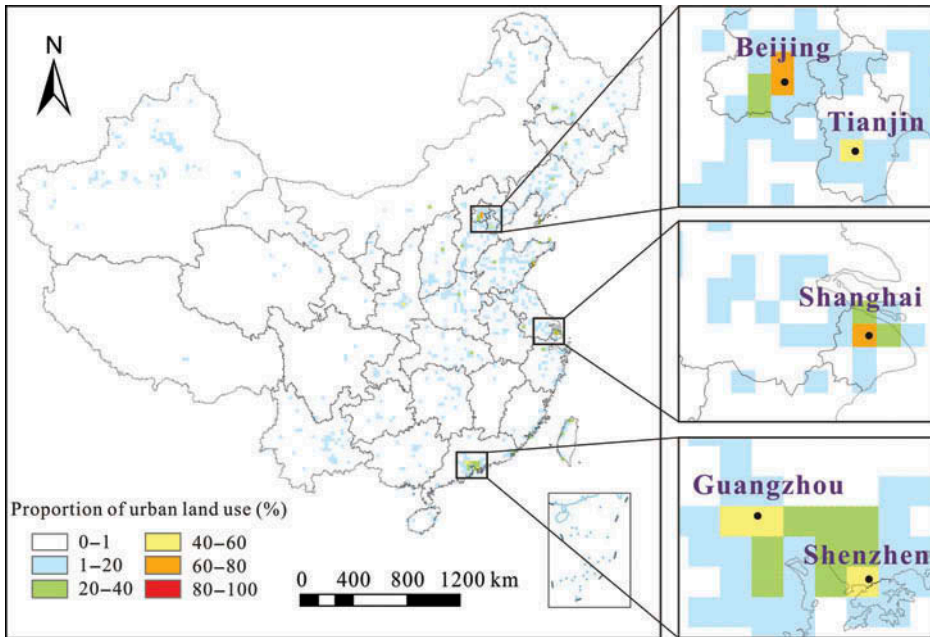 N
Beijing
Tianjin
Shanghai
Guangzhou
Shenzhen
Proportion of urban land use (%)
0–1
40–60
1–20
60–80
20–40
80–100
0 400 800 1200 km